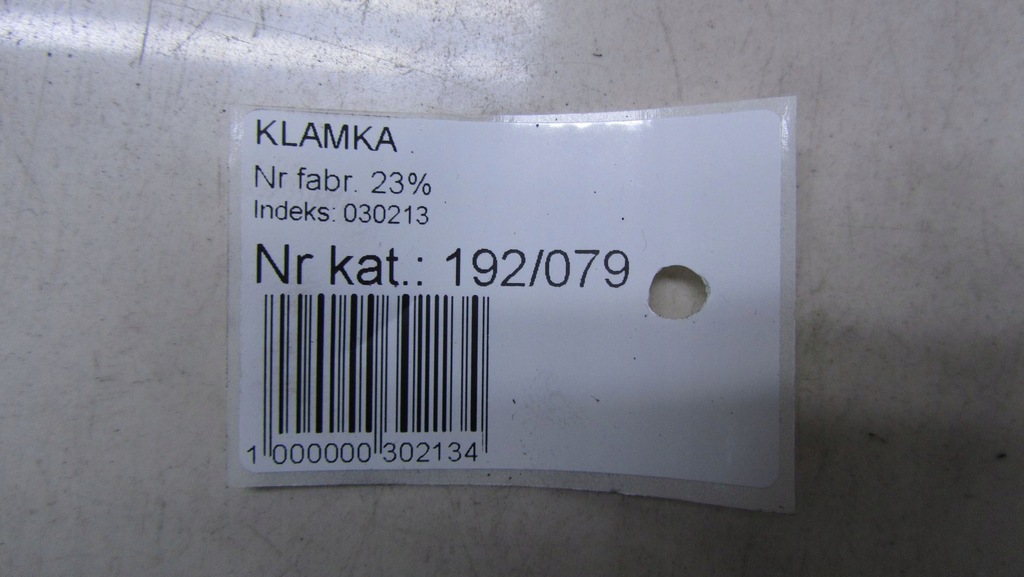 KLAMKA
Nr fabr. 23%
Indeks: 030213
Nr kat.: 192/079
1 000000 302134